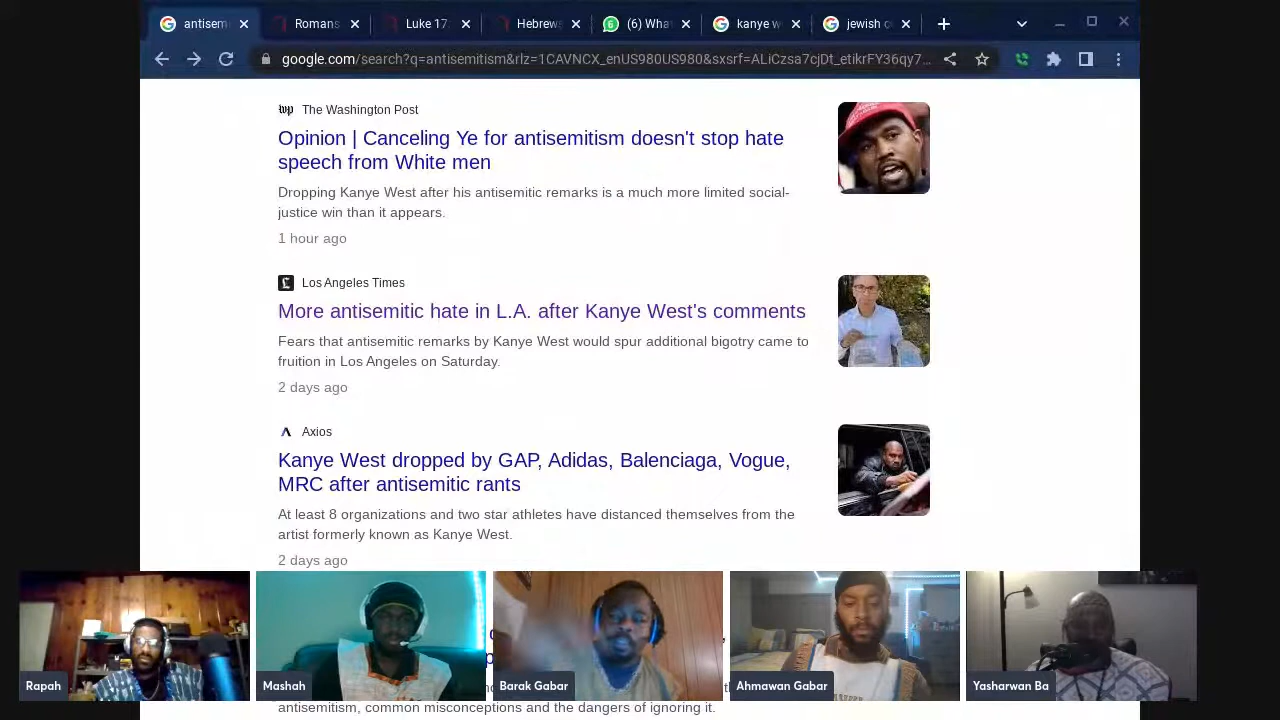 antisem
Romans
Luke 17
Hebrews
(6) What
kanye w
jewish o
google.com/search?q=antisemitism&rlz=1CAVNCX_enUS980US980&sxsrf=ALiCzsa7cjDt_etikrFY36qy7…
The Washington Post
Opinion | Canceling Ye for antisemitism doesn't stop hate
speech from White men
Dropping Kanye West after his antisemitic remarks is a much more limited social-
justice win than it appears.
1 hour ago
Los Angeles Times
More antisemitic hate in L.A. after Kanye West's comments
Fears that antisemitic remarks by Kanye West would spur additional bigotry came to
fruition in Los Angeles on Saturday.
2 days ago
Axios
Kanye West dropped by GAP, Adidas, Balenciaga, Vogue,
MRC after antisemitic rants
At least 8 organizations and two star athletes have distanced themselves from the
artist formerly known as Kanye West.
2 days ago
Rapah
Mashah
Barak Gabar
Ahmawan Gabar
Yasharwan Ba
antisemitism, common misconceptions and the dangers of ignoring it.